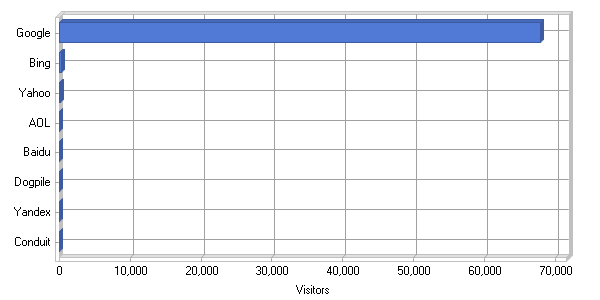 Google
Bing
Yahoo
AOL
Baidu
Dogpile
Yandex
Conduit
0 10,000 20,000 30,000 40,000 50,000 60,000 70,000
Visitors